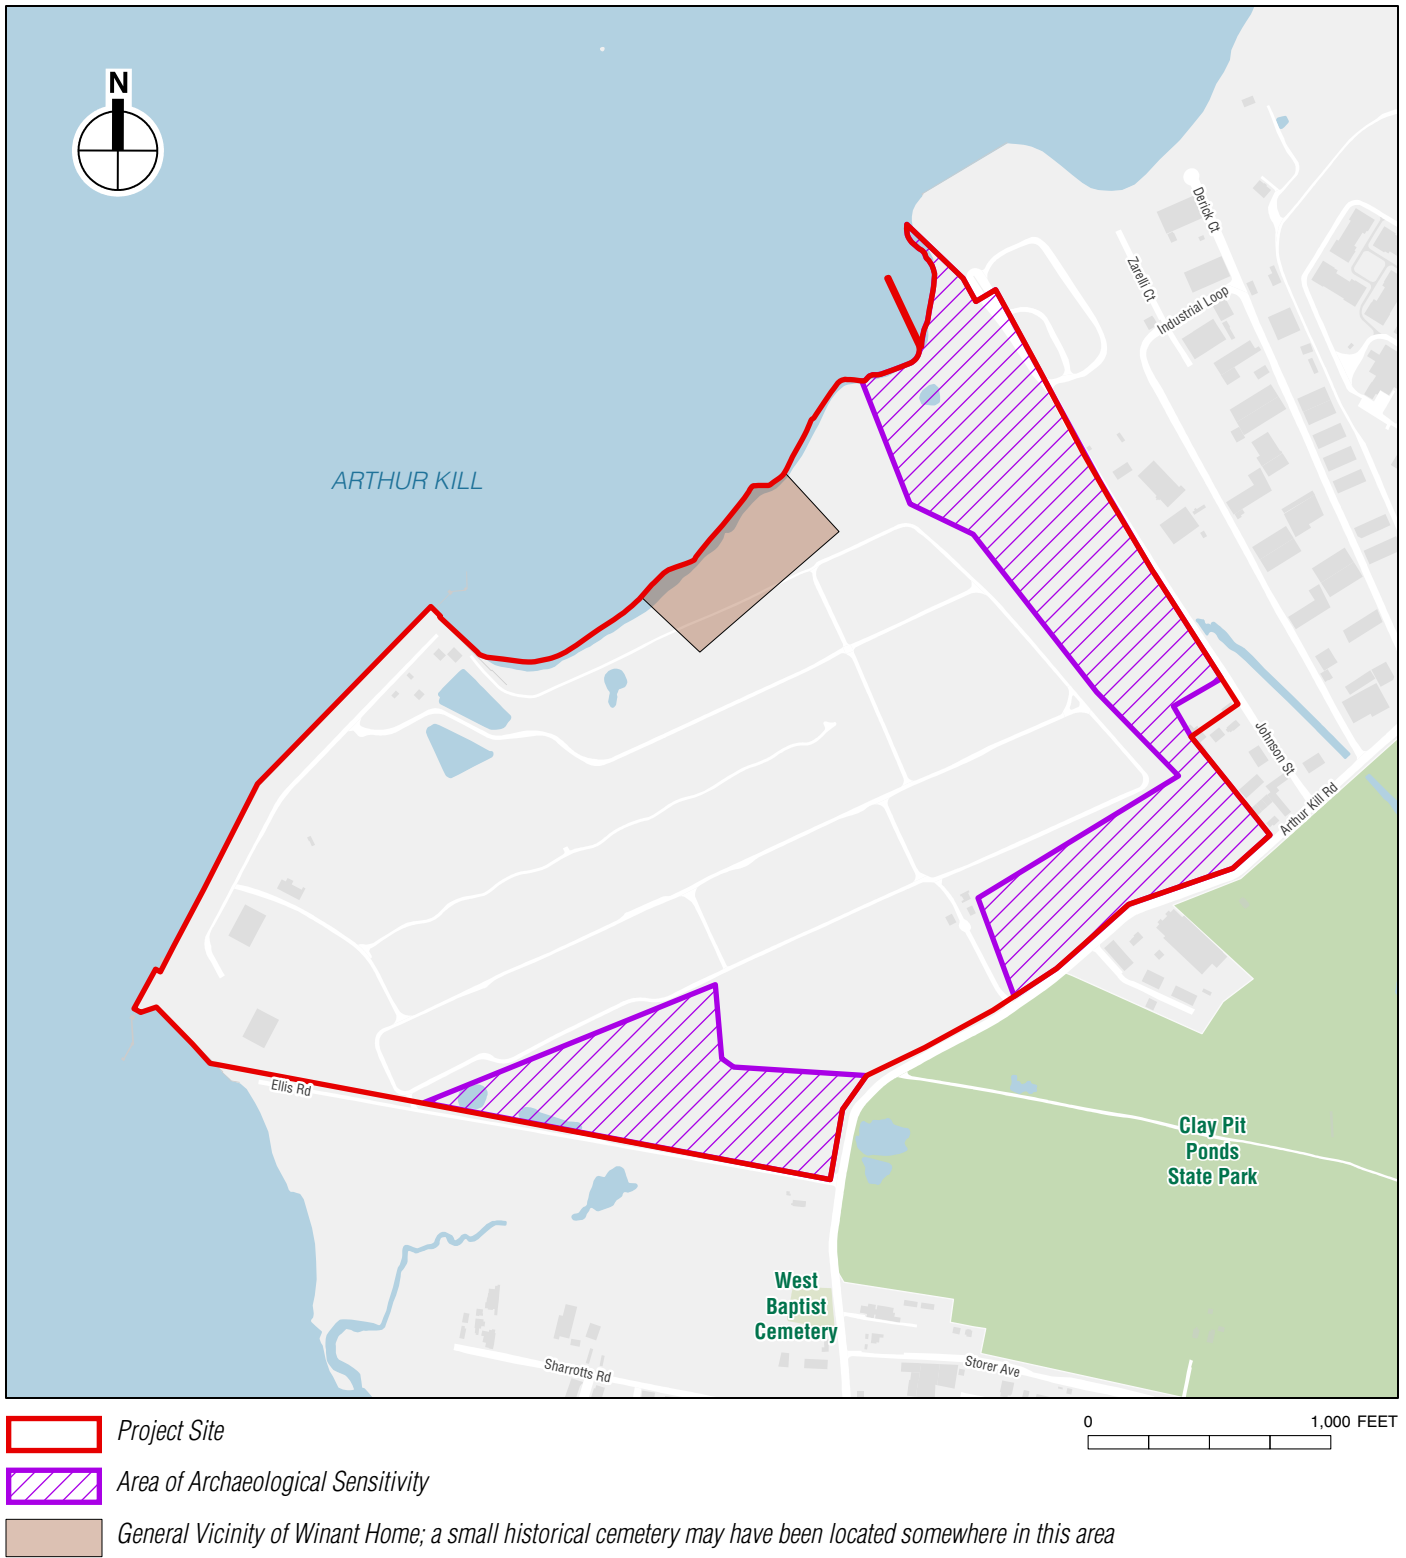 N
Derick Ct
Zarelli Ct
Industrial Loop
ARTHUR KILL
Johnson St
Arthur Kill Rd
Ellis Rd
Clay Pit
Ponds
State Park
West
Baptist
Cemetery
Sharrotts Rd
Storer Ave
0 1,000 FEET
Project Site
Area of Archaeological Sensitivity
General Vicinity of Winant Home; a small historical cemetery may have been located somewhere in this area